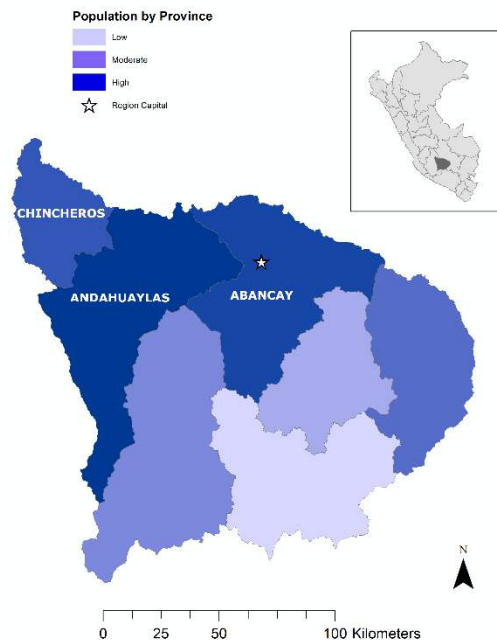 Population by Province
Low
Moderate
High
Region Capital
CHINCHEROS
ANDAHUAYLAS
ABANCAY
N
0 25 50 100 Kilometers